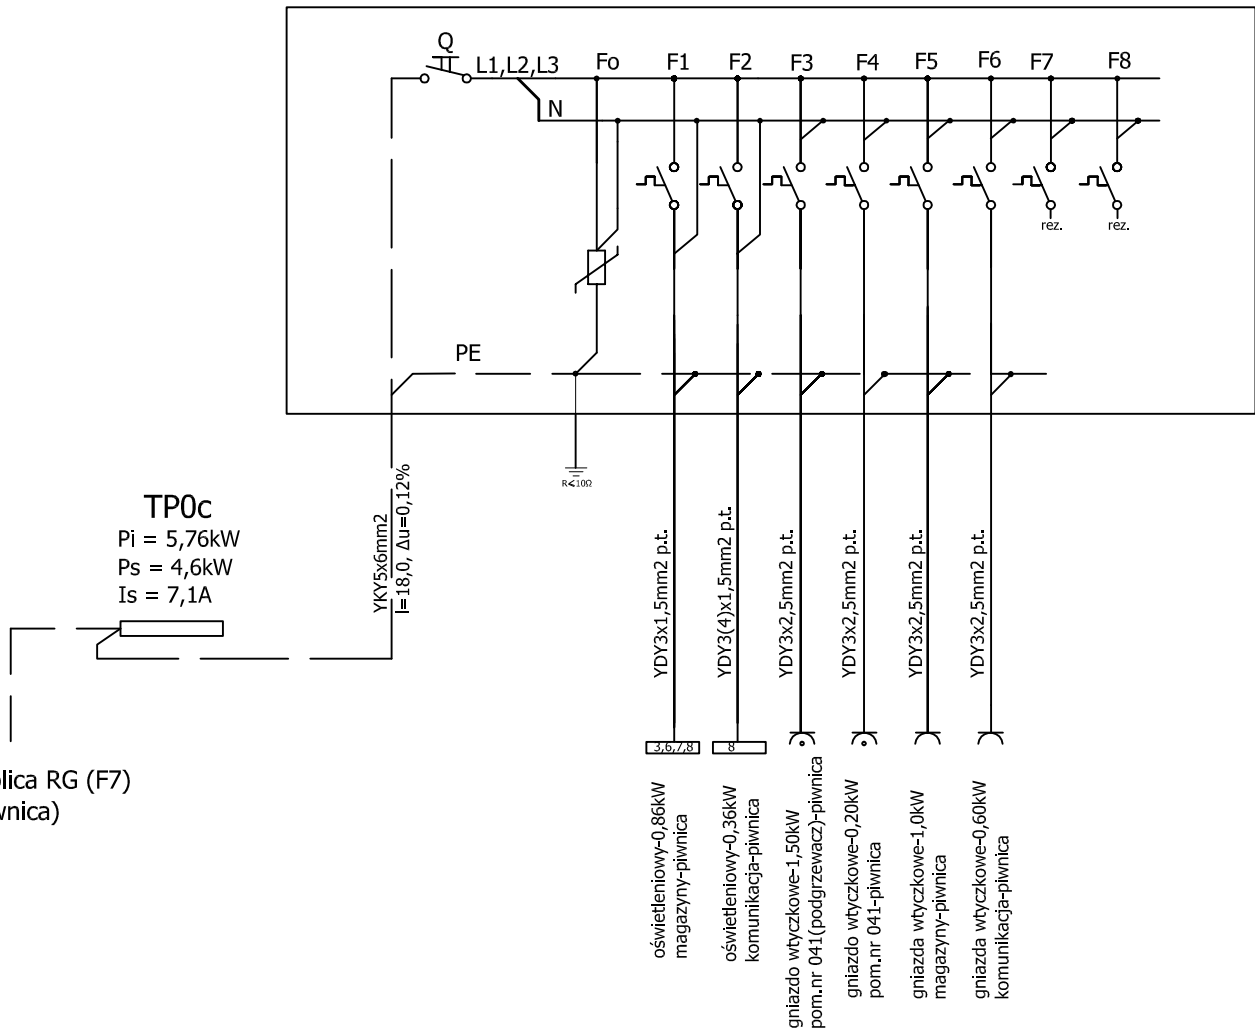 Q
L1,L2,L3
Fo
F1
F2
F3
F4
F5
F6
F7
F8
N
rez.
rez.
PE
R⩽10Ω
TP0c
Pi = 5,76kW
Ps = 4,6kW
Is = 7,1A
YKY5x6mm2
l=18,0, Δu=0,12%
YDY3x1,5mm2 p.t.
YDY3(4)x1,5mm2 p.t.
YDY3x2,5mm2 p.t.
YDY3x2,5mm2 p.t.
YDY3x2,5mm2 p.t.
YDY3x2,5mm2 p.t.
3,6,7,8
8
lica RG (F7)
wnica)
oświetleniowy-0,86kW
magazyny-piwnica
oświetleniowy-0,36kW
komunikacja-piwnica
gniazdo wtyczkowe-1,50kW
pom.nr 041(podgrzewacz)-piwnica
gniazdo wtyczkowe-0,20kW
pom.nr 041-piwnica
gniazda wtyczkowe-1,0kW
magazyny-piwnica
gniazda wtyczkowe-0,60kW
komunikacja-piwnica